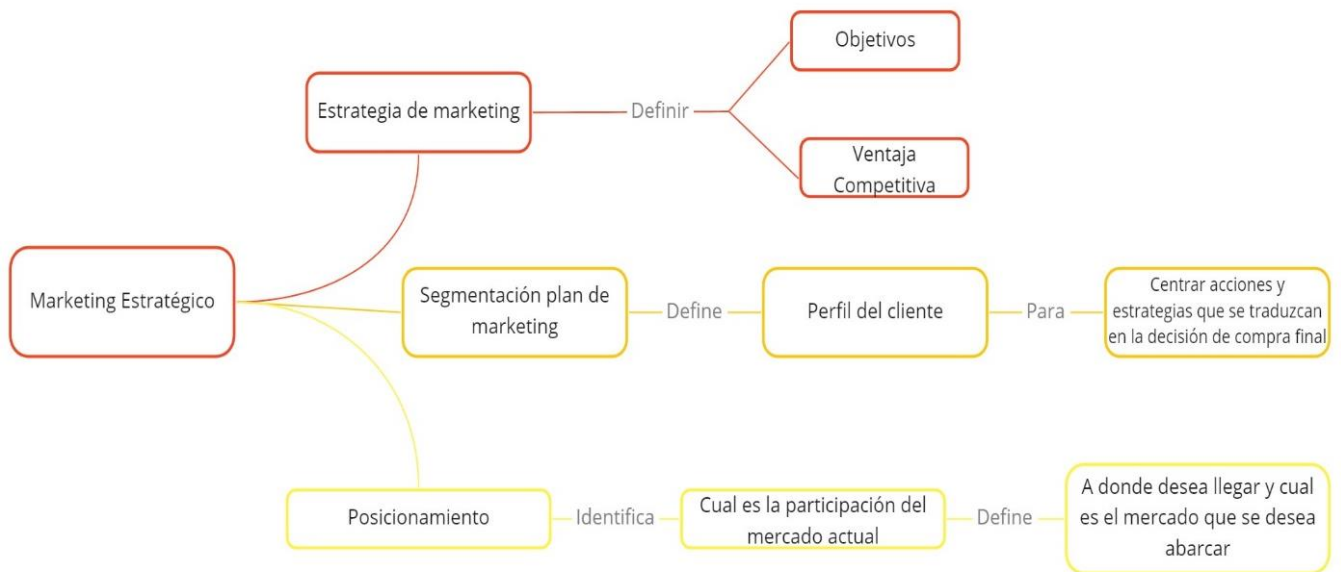 Objetivos
Estrategia de marketing
Definir
Ventaja
Competitiva
Marketing Estratégico
Segmentación plan de
marketing
Define
Perfil del cliente
Para
Centrar acciones y
estrategias que se traduzcan
en la decisión de compra final
Posicionamiento
Identifica
Cual es la participación del
mercado actual
Define
A donde desea llegar y cual
es el mercado que se desea
abarcar